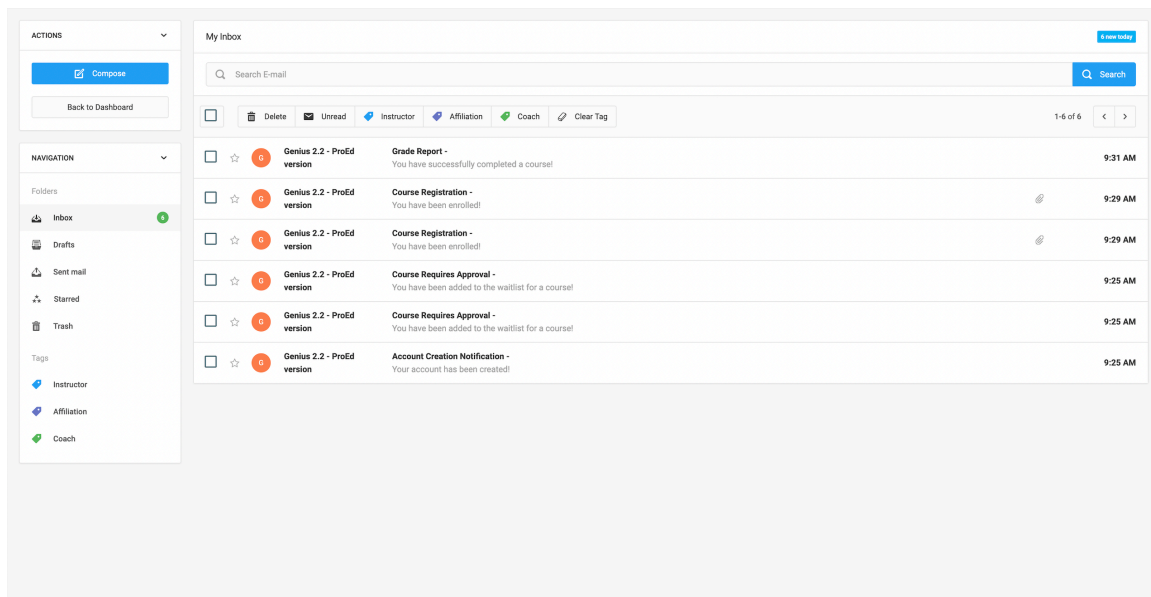 ACTIONS
Compose
Back to Dashboard
NAVIGATION
Folders
Inbox 6
Drafts
Sent mail
Starred
Trash
Tags
Instructor
Affiliation
Coach
My Inbox 6 new today
Search E-mail Search
Delete Unread Instructor Affiliation Coach Clear Tag 1-6 of 6
G Genius 2.2 - ProEd version Grade Report - 9:31 AM
You have successfully completed a course!
G Genius 2.2 - ProEd version Course Registration - 9:29 AM
You have been enrolled!
G Genius 2.2 - ProEd version Course Registration - 9:29 AM
You have been enrolled!
G Genius 2.2 - ProEd version Course Requires Approval - 9:25 AM
You have been added to the waitlist for a course!
G Genius 2.2 - ProEd version Course Requires Approval - 9:25 AM
You have been added to the waitlist for a course!
G Genius 2.2 - ProEd version Account Creation Notification - 9:25 AM
Your account has been created!